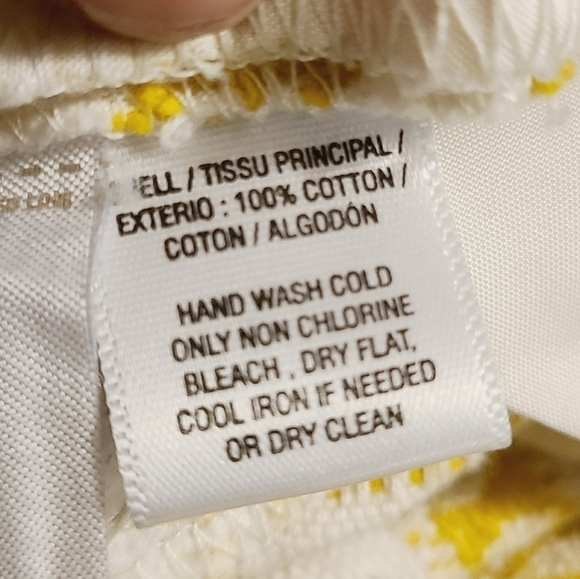 / TISSU PRINCIPAL /
EXTERIO : 100% COTTON /
COTON / ALGODÓN
HAND WASH COLD
ONLY NON CHLORINE
BLEACH , DRY FLAT,
COOL IRON IF NEEDED
OR DRY CLEAN